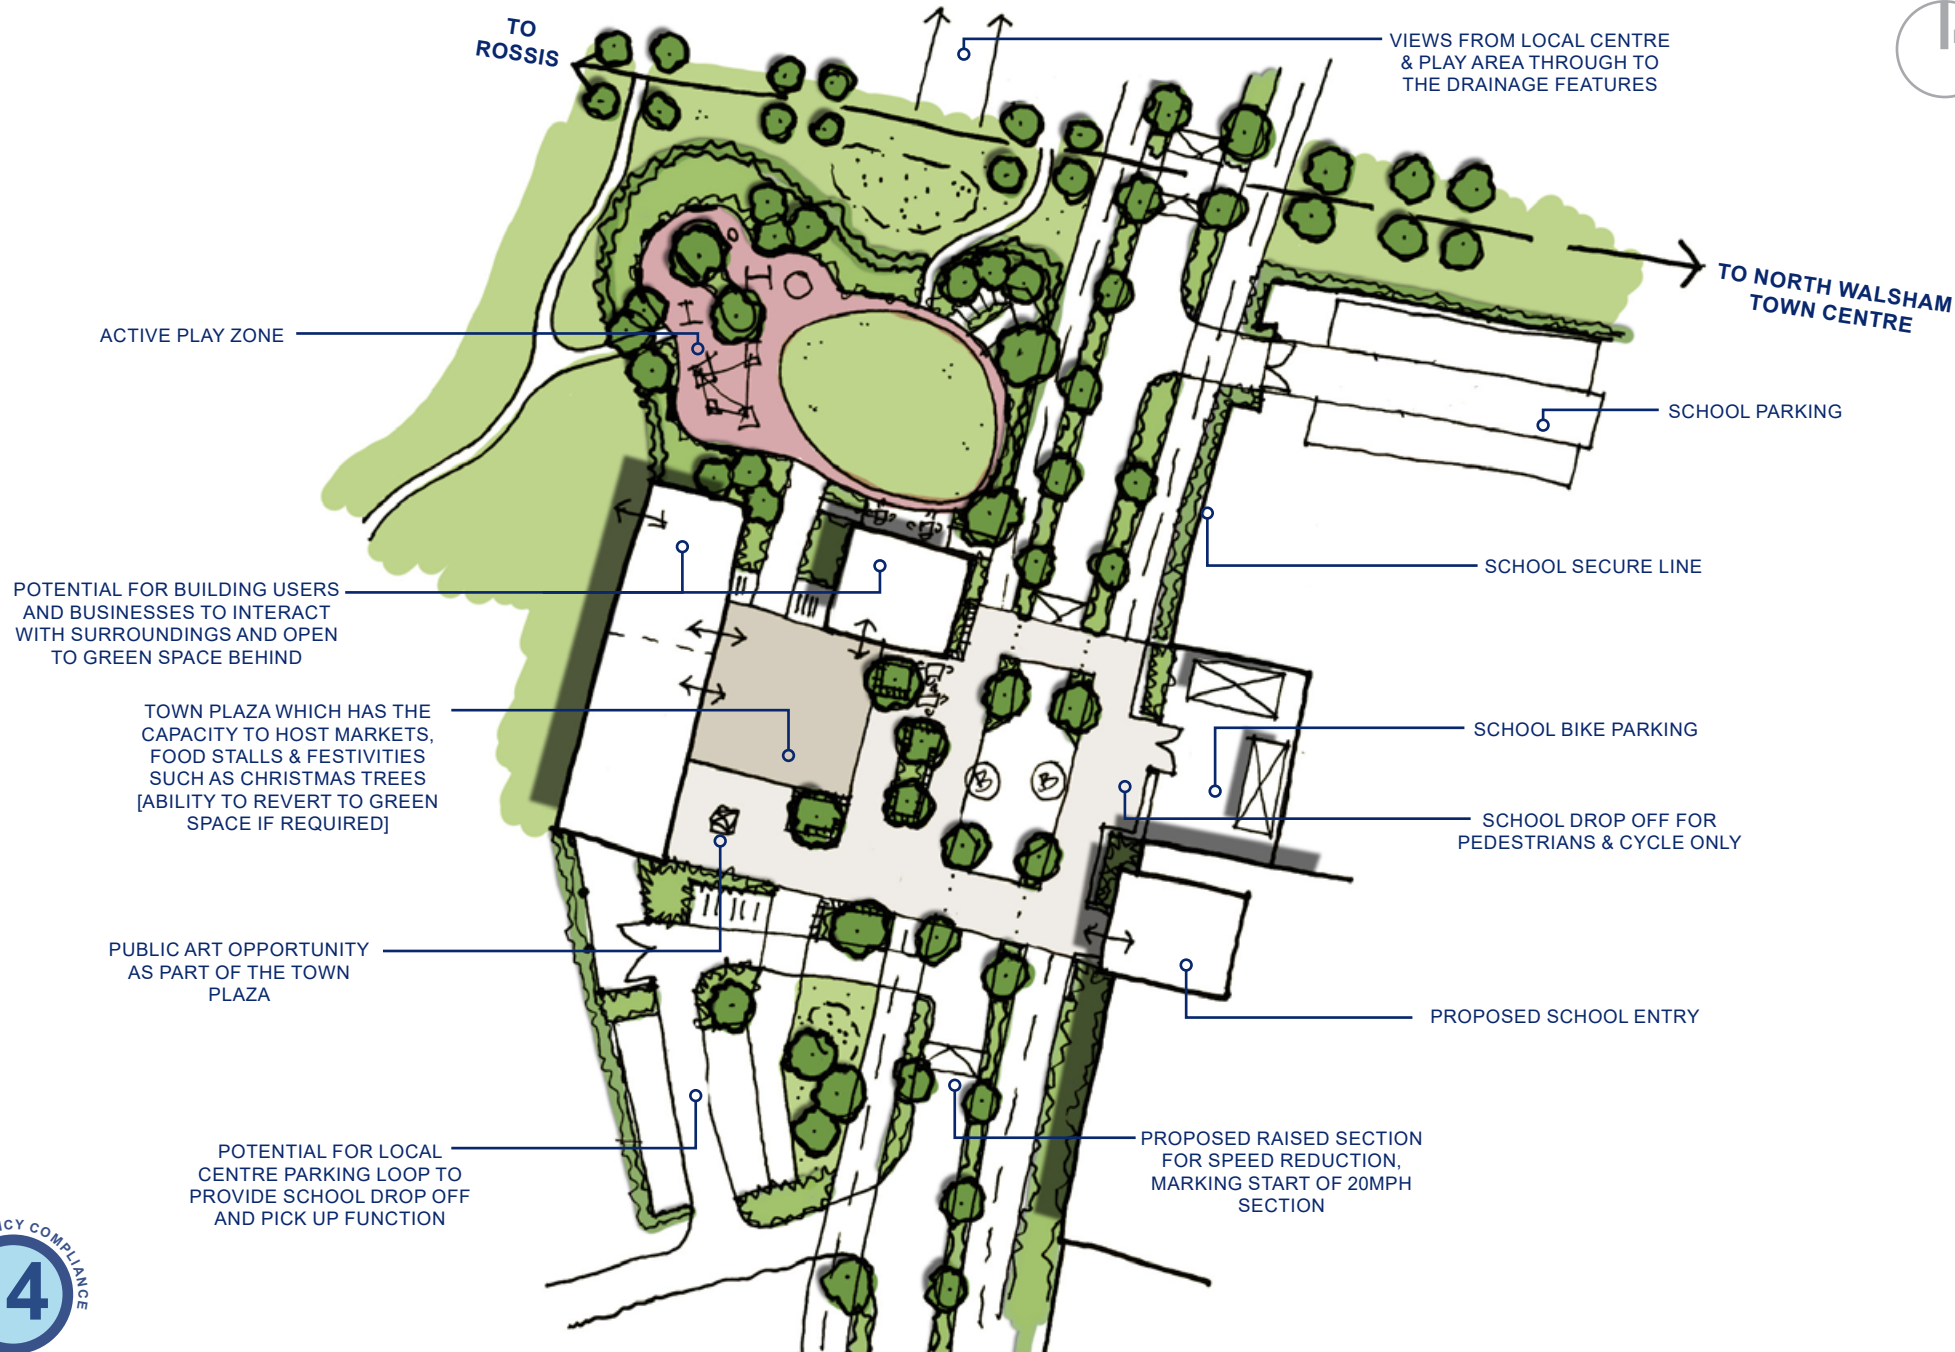 TO
ROSSIS
VIEWS FROM LOCAL CENTRE
& PLAY AREA THROUGH TO
THE DRAINAGE FEATURES
TO NORTH WALSHAM
TOWN CENTRE
ACTIVE PLAY ZONE
SCHOOL PARKING
SCHOOL SECURE LINE
POTENTIAL FOR BUILDING USERS
AND BUSINESSES TO INTERACT
WITH SURROUNDINGS AND OPEN
TO GREEN SPACE BEHIND
TOWN PLAZA WHICH HAS THE
CAPACITY TO HOST MARKETS,
FOOD STALLS & FESTIVITIES
SUCH AS CHRISTMAS TREES
[ABILITY TO REVERT TO GREEN
SPACE IF REQUIRED]
SCHOOL BIKE PARKING
B B
SCHOOL DROP OFF FOR
PEDESTRIANS & CYCLE ONLY
PUBLIC ART OPPORTUNITY
AS PART OF THE TOWN
PLAZA
PROPOSED SCHOOL ENTRY
POTENTIAL FOR LOCAL
CENTRE PARKING LOOP TO
PROVIDE SCHOOL DROP OFF
AND PICK UP FUNCTION
PROPOSED RAISED SECTION
FOR SPEED REDUCTION,
MARKING START OF 20MPH
SECTION
COMPLIANCE
4